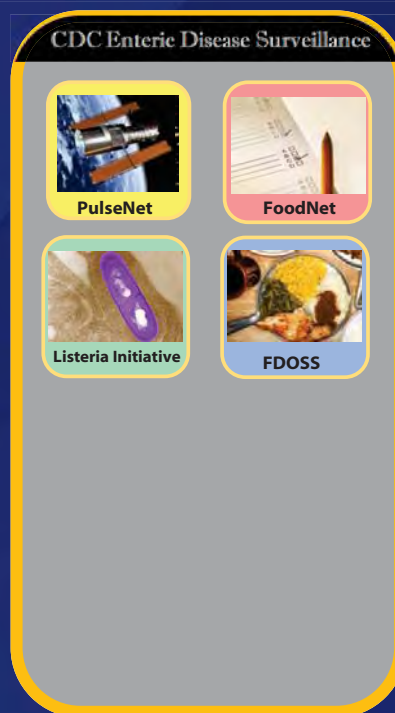 CDC Enteric Disease Surveillance
PulseNet
FoodNet
Listeria Initiative
FDOSS